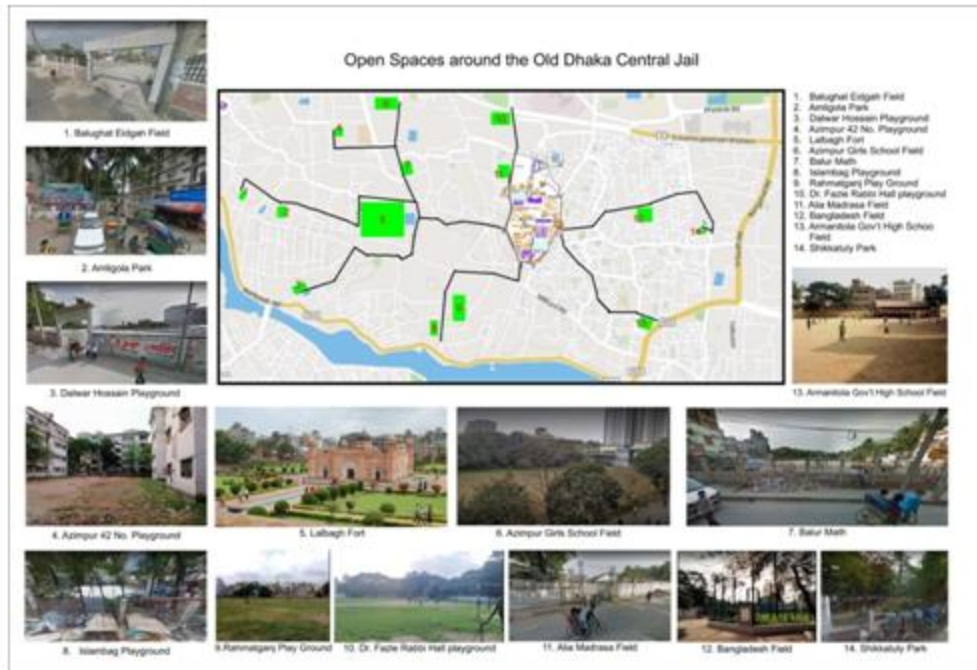 Open Spaces around the Old Dhaka Central Jail
1. Balughat Eidgah Field
2. Amligola Park
3. Dalwar Hossain Playground
4. Azimpur 42 No. Playground
5. Lalbagh Fort
6. Azimpur Girls School Field
7. Balur Math
8. Islambag Playground
9. Rahmatganj Play Ground
10. Dr. Fazle Rabbi Hall playground
11. Alia Madrasa Field
12. Bangladesh Field
13. Armanitola Gov't High Schoo
Field
14. Shikkatuly Park
1. Balughat Eidgah Field
2. Amligola Park
3. Dalwar Hossain Playground
13. Armanitola Gov't High School Field
4. Azimpur 42 No. Playground
5. Lalbagh Fort
6. Azimpur Girls School Field
7. Balur Math
8. Islambag Playground
9.Rahmatganj Play Ground
10. Dr. Fazle Rabbi Hall playground
11. Alia Madrasa Field
12. Bangladesh Field
14. Shikkatuly Park